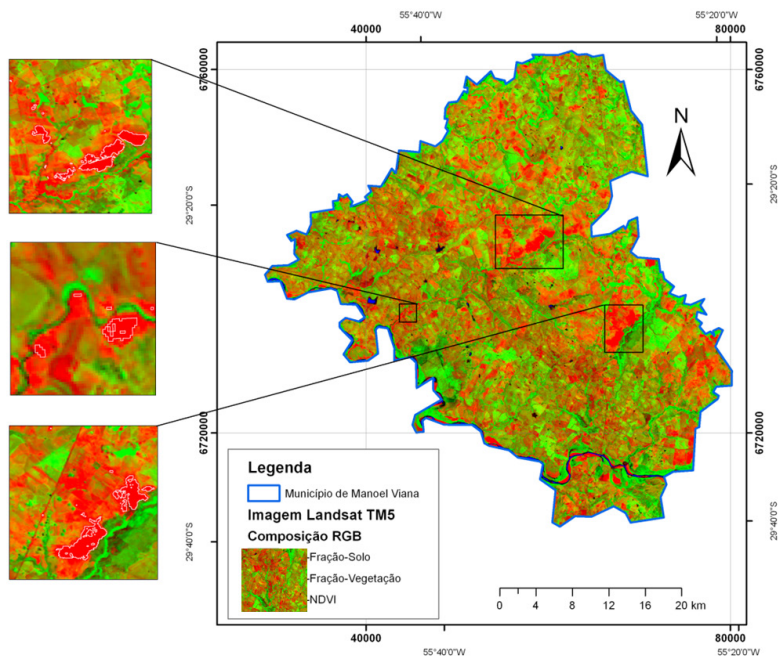 55°40'0"W
55°20'0"W
40000
80000
6760000
6760000
N
29°20'0"S
29°20'0"S
6720000
6720000
29°40'0"S
29°40'0"S
Legenda
Município de Manoel Viana
Imagem Landsat TM5
Composição RGB
Fração-Solo
Fração-Vegetação
NDVI
0 2 4 8 12 16 20 km
40000
80000
55°40'0"W
55°20'0"W